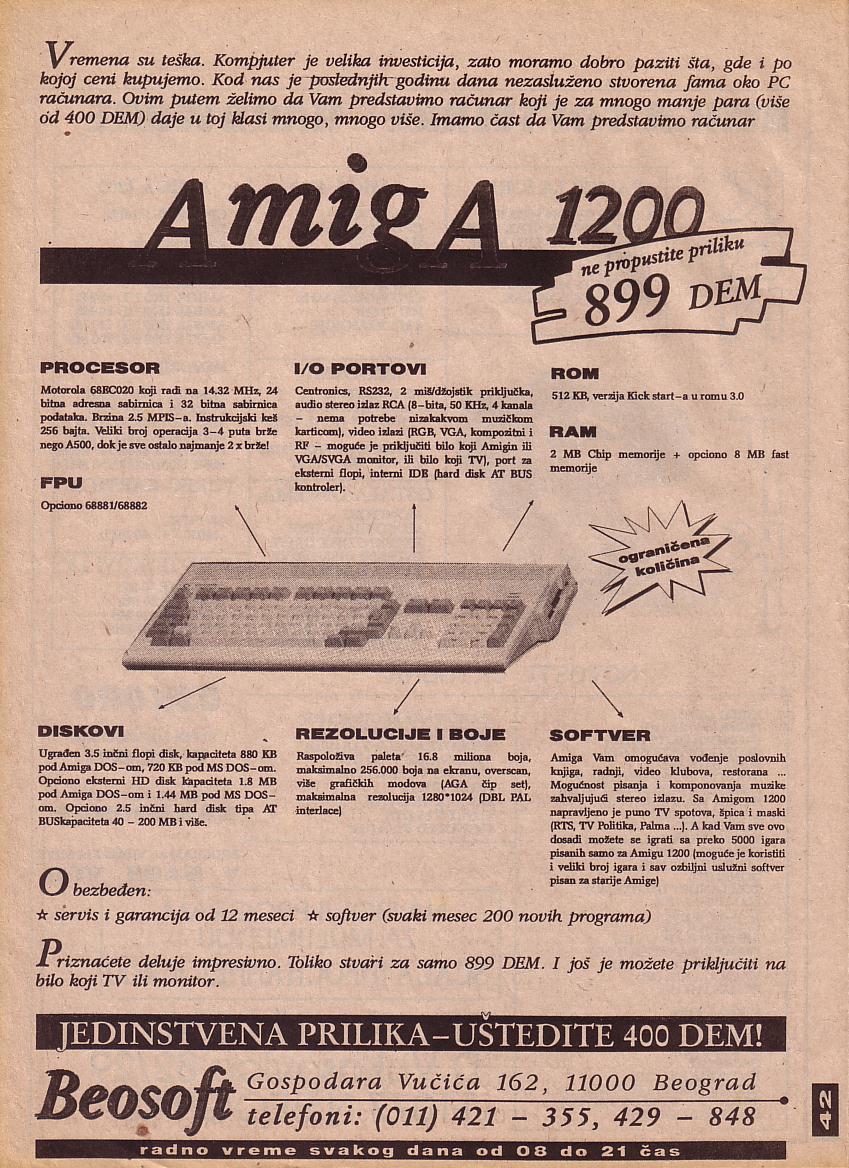 Vremena su teška. Kompjuter je velika investicija, zato moramo dobro paziti šta, gde i po
kojoj ceni kupujemo. Kod nas je poslednjih godinu dana nezasluženo stvorena fama oko PC
računara. Ovim putem želimo da Vam predstavimo računar koji je za mnogo manje para (više
od 400 DEM) daje u toj klasi mnogo, mnogo više. Imamo čast da Vam predstavimo računar
AmigA 1200
ne propustite priliku
899 DEM
PROCESOR
Motorola 68EC020 koji radi na 14.32 MHz, 24
bitna adresna sabirnica i 32 bitna sabirnica
podataka. Brzina 2.5 MPIS-a. Instrukcijski keš
256 bajta. Veliki broj operacija 3-4 puta brže
nego A500, dok je sve ostalo najmanje 2 x brže!
FPU
Opciono 68881/68882
I/O PORTOVI
Centronics, RS232, 2 miš/džojstik priključka,
audio stereo izlaz RCA (8-bita, 50 KHz, 4 kanala
- nema potrebe nizakakvom muzičkom
karticom), video izlazi (RGB, VGA, kompozitni i
RF - moguće je priključiti bilo koji Amigin ili
VGA/SVGA monitor, ili bilo koji TV), port za
eksterni flopi, interni IDE (hard disk AT BUS
kontroler).
ROM
512 KB, verzija Kick start-a u romu 3.0
RAM
2 MB Chip memorije + opciono 8 MB fast
memorije
ograničena
količina
DISKOVI
Ugrađen 3.5 inčni flopi disk, kapaciteta 880 KB
pod Amiga DOS-om, 720 KB pod MS DOS-om.
Opciono eksterni HD disk kapaciteta 1.8 MB
pod Amiga DOS-om i 1.44 MB pod MS DOS-
om. Opciono 2.5 inčni hard disk tipa AT
BUSkapaciteta 40 - 200 MB i više.
REZOLUCIJE I BOJE
Raspoloživa paleta 16.8 miliona boja,
maksimalno 256.000 boja na ekranu, overscan,
više grafičkih modova (AGA čip set),
maksimalna rezolucija 1280*1024 (DBL PAL
interlace)
SOFTVER
Amiga Vam omogućava vođenje poslovnih
knjiga, radnji, video klubova, restorana ...
Mogućnost pisanja i komponovanja muzike
zahvaljujući stereo izlazu. Sa Amigom 1200
napravljeno je puno TV spotova, špica i maski
(RTS, TV Politika, Palma ...). A kad Vam sve ovo
dosadi možete se igrati sa preko 5000 igara
pisanih samo za Amigu 1200 (moguće je koristiti
i veliki broj igara i sav ozbiljni uslužni softver
pisan za starije Amige)
Obezbeđen:
☆ servis i garancija od 12 meseci ☆ softver (svaki mesec 200 novih programa)
Priznaćete deluje impresivno. Toliko stvari za samo 899 DEM. I još je možete priključiti na
bilo koji TV ili monitor.
JEDINSTVENA PRILIKA-UŠTEDITE 400 DEM!
Beosoft
Gospodara Vučića 162, 11000 Beograd
telefoni: (011) 421 - 355, 429 - 848
radno vreme svakog dana od 08 do 21 čas
42